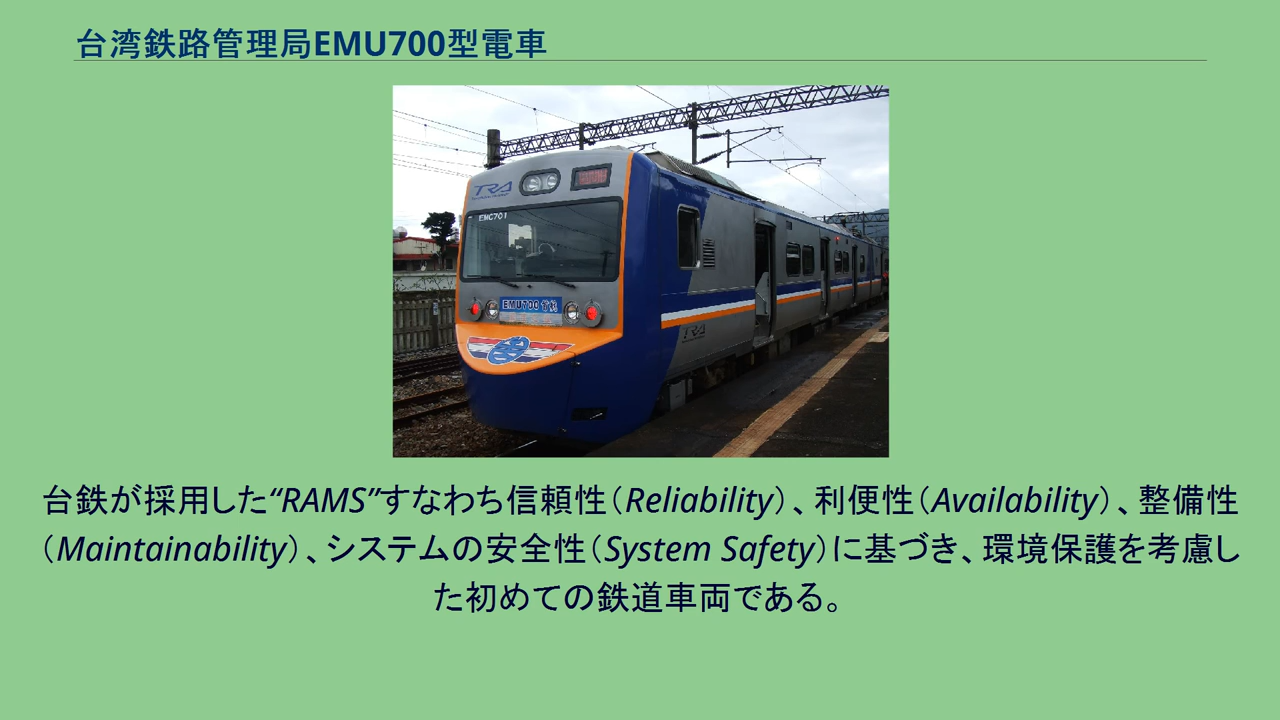 台湾鉄路管理局EMU700型電車
TRA
EMC701
EMU700
TRA
台鉄が採用した“RAMS”すなわち信頼性（Reliability）、利便性（Availability）、整備性
（Maintainability）、システムの安全性（System Safety）に基づき、環境保護を考慮し
た初めての鉄道車両である。